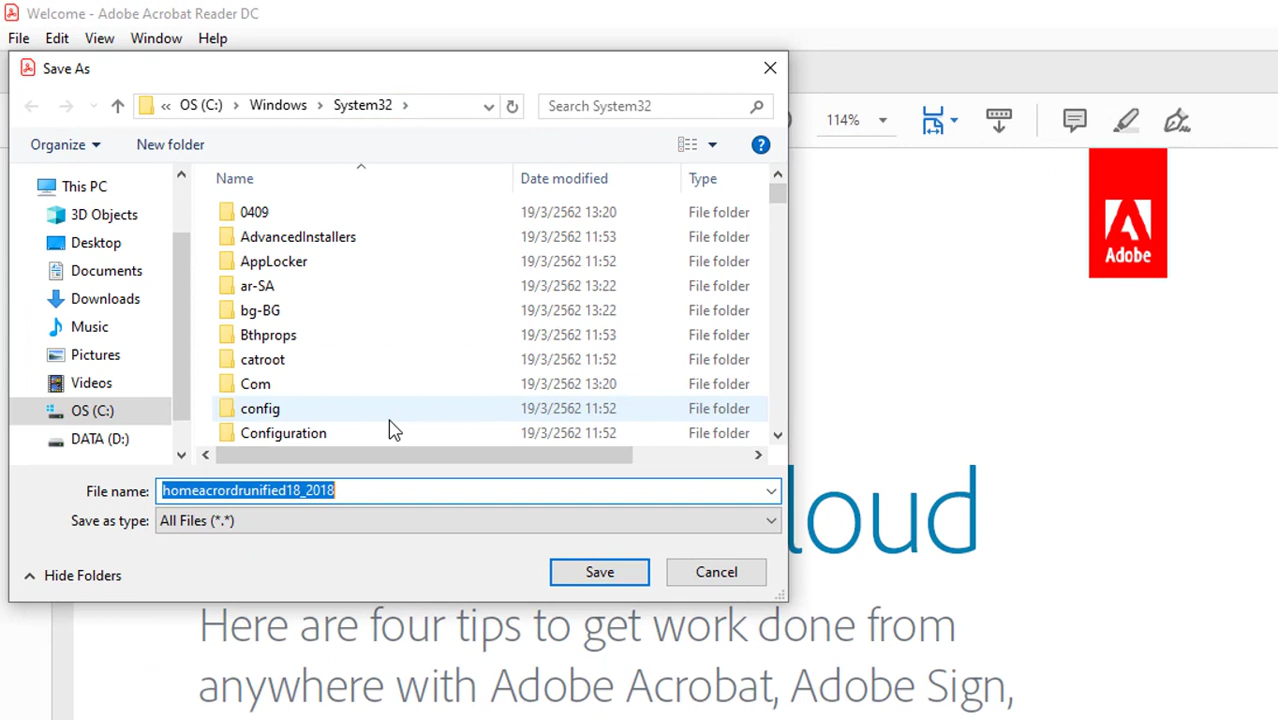 Welcome - Adobe Acrobat Reader DC
File Edit View Window Help
Save As
« OS (C:) > Windows > System32 >
Search System32
114%
Organize
New folder
Name Date modified Type
This PC
3D Objects
Desktop
Documents
Downloads
Music
Pictures
Videos
OS (C:)
DATA (D:)
0409 19/3/2562 13:20 File folder
AdvancedInstallers 19/3/2562 11:53 File folder
AppLocker 19/3/2562 11:52 File folder
ar-SA 19/3/2562 13:22 File folder
bg-BG 19/3/2562 13:22 File folder
Bthprops 19/3/2562 11:53 File folder
catroot 19/3/2562 11:52 File folder
Com 19/3/2562 13:20 File folder
config 19/3/2562 11:52 File folder
Configuration 19/3/2562 11:52 File folder
File name: homeacrordrunified18_2018
Save as type: All Files (*.*)
Hide Folders
Save
Cancel
Adobe
loud
Here are four tips to get work done from
anywhere with Adobe Acrobat, Adobe Sign,